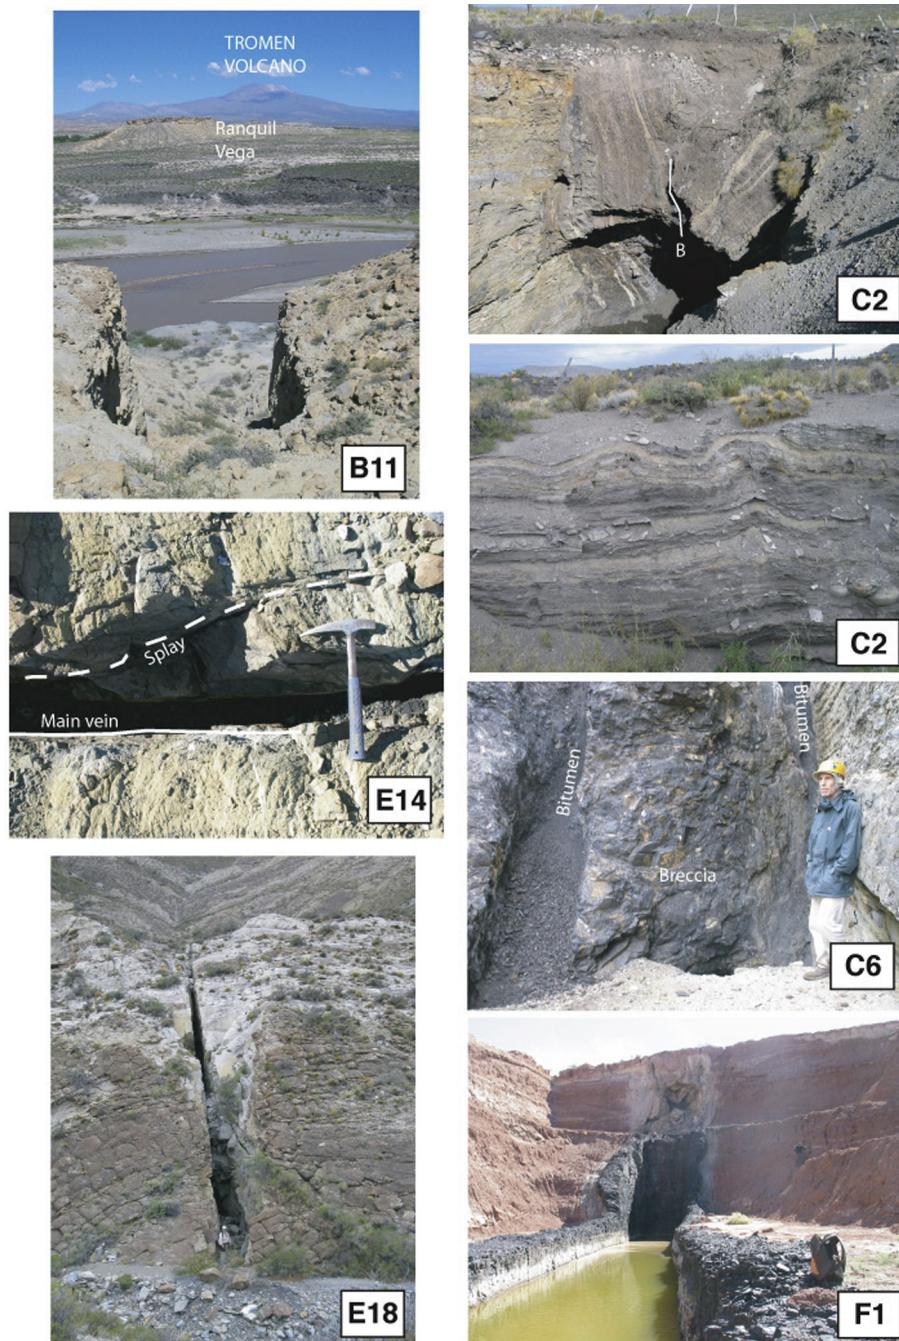 TROMEN
VOLCANO
Ranquil
Vega
B11
B
C2
C2
Splay
Main vein
E14
Bitumen
Bitumen
Breccia
C6
E18
F1